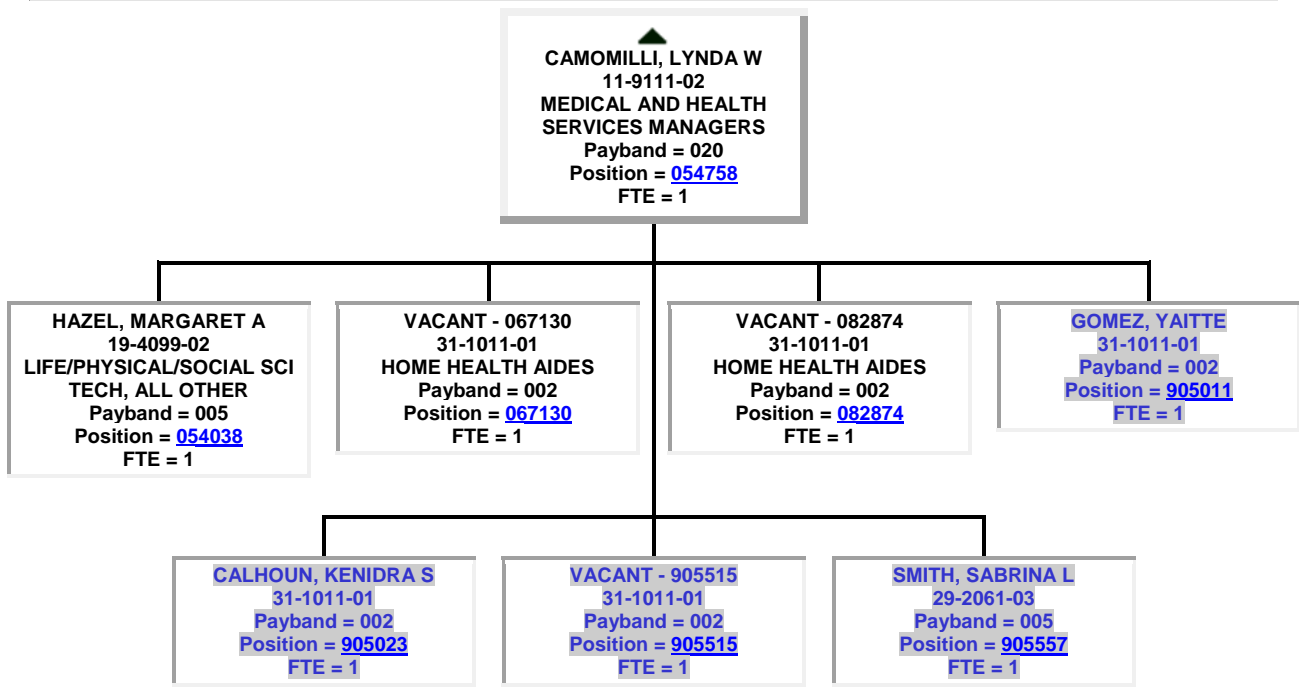 CAMOMILLI, LYNDA W
11-9111-02
MEDICAL AND HEALTH
SERVICES MANAGERS
Payband = 020
Position = 054758
FTE = 1
HAZEL, MARGARET A
19-4099-02
LIFE/PHYSICAL/SOCIAL SCI
TECH, ALL OTHER
Payband = 005
Position = 054038
FTE = 1
VACANT - 067130
31-1011-01
HOME HEALTH AIDES
Payband = 002
Position = 067130
FTE = 1
VACANT - 082874
31-1011-01
HOME HEALTH AIDES
Payband = 002
Position = 082874
FTE = 1
GOMEZ, YAITTE
31-1011-01
Payband = 002
Position = 905011
FTE = 1
CALHOUN, KENIDRA S
31-1011-01
Payband = 002
Position = 905023
FTE = 1
VACANT - 905515
31-1011-01
Payband = 002
Position = 905515
FTE = 1
SMITH, SABRINA L
29-2061-03
Payband = 005
Position = 905557
FTE = 1